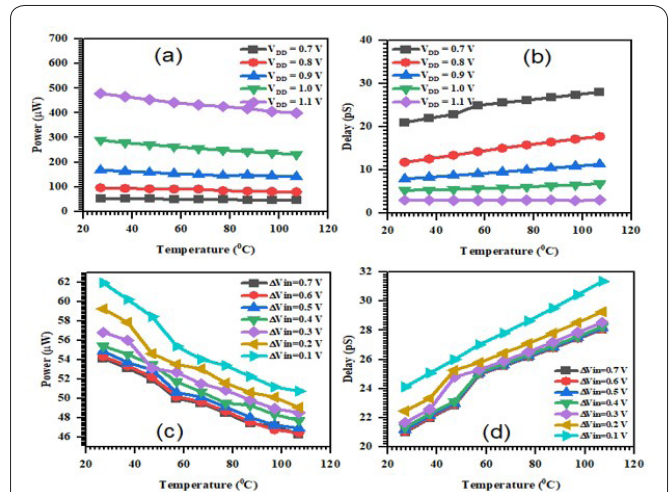 (a)
700
600
500
400
300
200
100
0
Power (μW)
V_DD = 0.7 V
V_DD = 0.8 V
V_DD = 0.9 V
V_DD = 1.0 V
V_DD = 1.1 V
20 40 60 80 100 120
Temperature (⁰C)
(b)
40
30
20
10
0
Delay (pS)
V_DD = 0.7 V
V_DD = 0.8 V
V_DD = 0.9 V
V_DD = 1.0 V
V_DD = 1.1 V
20 40 60 80 100 120
Temperature (⁰C)
62
60
58
56
54
52
50
48
46
Power (μW)
ΔVin=0.7 V
ΔVin=0.6 V
ΔVin=0.5 V
ΔVin=0.4 V
ΔVin=0.3 V
ΔVin=0.2 V
ΔVin=0.1 V
(c)
20 40 60 80 100 120
Temperature (⁰C)
32
30
28
26
24
22
20
Delay (pS)
ΔVin=0.7 V
ΔVin=0.6 V
ΔVin=0.5 V
ΔVin=0.4 V
ΔVin=0.3 V
ΔVin=0.2 V
ΔVin=0.1 V
(d)
20 40 60 80 100 120
Temperature (⁰C)